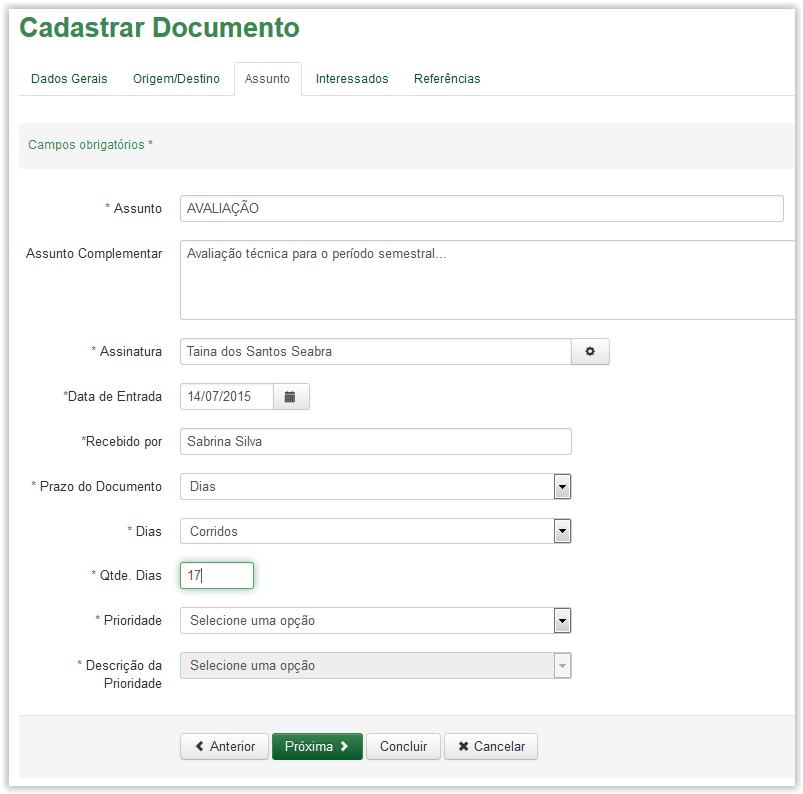 Cadastrar Documento
Dados Gerais Origem/Destino Assunto Interessados Referências
Campos obrigatórios *
* Assunto AVALIAÇÃO
Assunto Complementar Avaliação técnica para o período semestral...
* Assinatura Taina dos Santos Seabra
*Data de Entrada 14/07/2015
*Recebido por Sabrina Silva
* Prazo do Documento Dias
* Dias Corridos
* Qtde. Dias 17
* Prioridade Selecione uma opção
* Descrição da Selecione uma opção
Prioridade
Anterior Próxima Concluir Cancelar